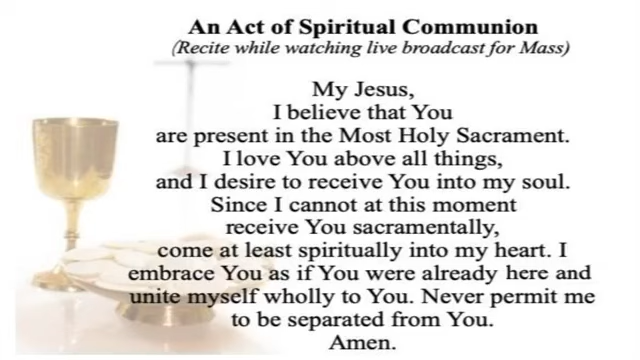 An Act of Spiritual Communion
(Recite while watching live broadcast for Mass)
My Jesus,
I believe that You
are present in the Most Holy Sacrament.
I love You above all things,
and I desire to receive You into my soul.
Since I cannot at this moment
receive You sacramentally,
come at least spiritually into my heart. I
embrace You as if You were already here and
unite myself wholly to You. Never permit me
to be separated from You.
Amen.